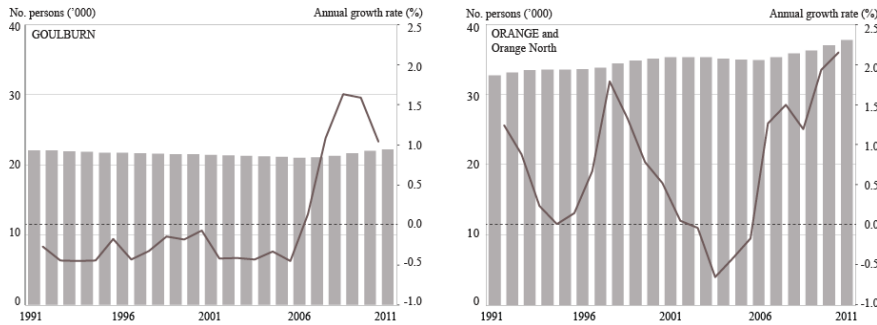 No. persons ('000) Annual growth rate (%)
GOULBURN
40 2.5
2.0
30 1.5
1.0
20 0.5
0.0
10 -0.5
0 -1.0
1991 1996 2001 2006 2011
No. persons ('000) Annual growth rate (%)
ORANGE and
Orange North
40 2.5
2.0
30 1.5
1.0
20 0.5
0.0
10 -0.5
0 -1.0
1991 1996 2001 2006 2011